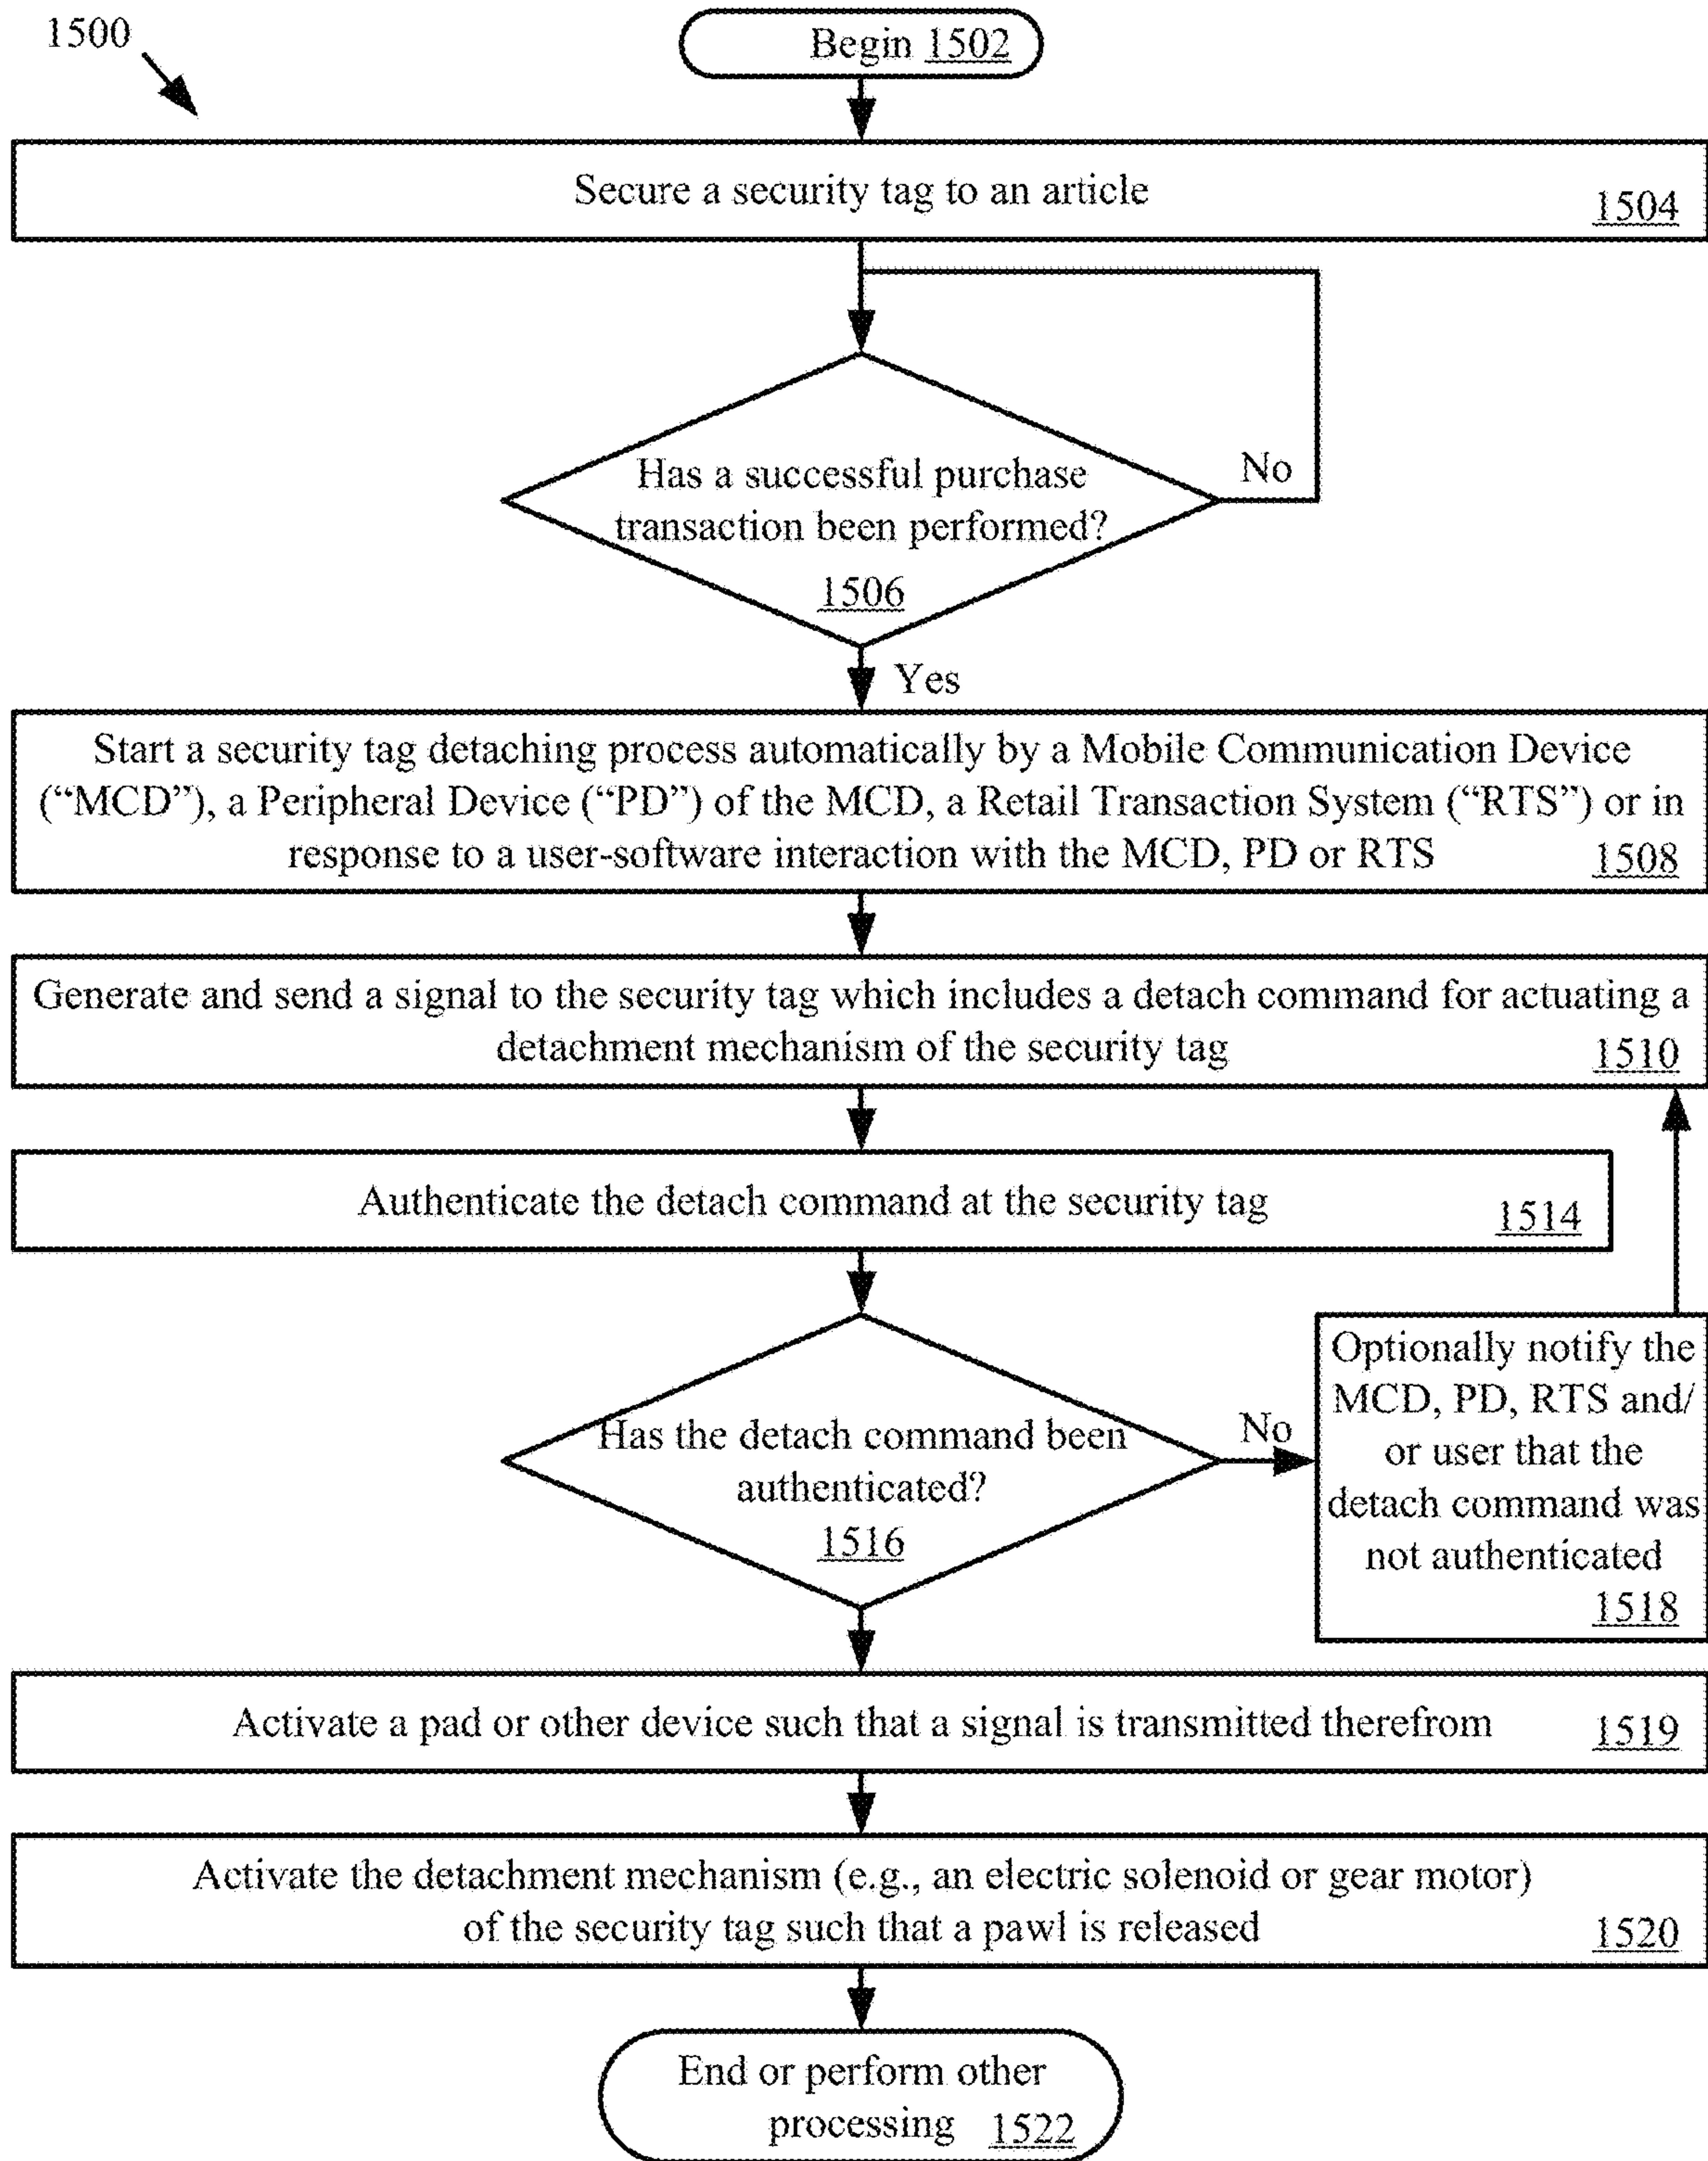 1500
Begin 1502
Secure a security tag to an article
1504
Has a successful purchase
transaction been performed?
1506
No
Yes
Start a security tag detaching process automatically by a Mobile Communication Device
(“MCD”), a Peripheral Device (“PD”) of the MCD, a Retail Transaction System (“RTS”) or in
response to a user-software interaction with the MCD, PD or RTS
1508
Generate and send a signal to the security tag which includes a detach command for actuating a
detachment mechanism of the security tag
1510
Authenticate the detach command at the security tag
1514
Has the detach command been
authenticated?
1516
No
Optionally notify the
MCD, PD, RTS and/
or user that the
detach command was
not authenticated
1518
Activate a pad or other device such that a signal is transmitted therefrom
1519
Activate the detachment mechanism (e.g., an electric solenoid or gear motor)
of the security tag such that a pawl is released
1520
End or perform other
processing 1522